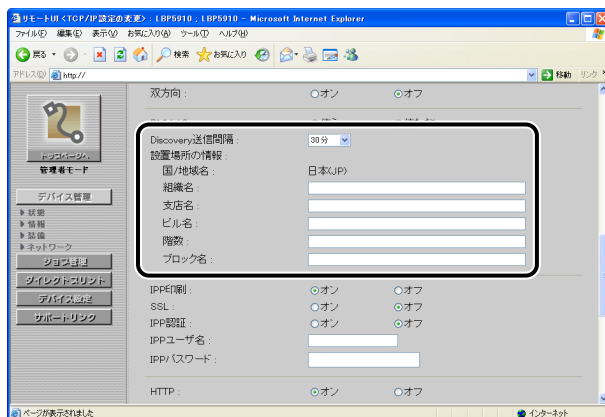 リモートUI <TCP/IP設定の変更> : LBP5910 ; LBP5910 - Microsoft Internet Explorer
ファイル(F) 編集(E) 表示(V) お気に入り(A) ツール(T) ヘルプ(H)
戻る 検索 お気に入り
アドレス(D) http:// 移動 リンク
双方向 : オン オフ
Discovery送信間隔 : 30分
設置場所の情報 :
国/地域名 : 日本(JP)
組織名 :
支店名 :
ビル名 :
階数 :
ブロック名 :
IPP印刷 : オン オフ
SSL : オン オフ
IPP認証 : オン オフ
IPPユーザ名 :
IPPパスワード :
HTTP : オン オフ
トップページへ
管理者モード
デバイス管理
状態
情報
装備
ネットワーク
ジョブ管理
ダイレクトプリント
デバイス設定
サポートリンク
ページが表示されました インターネット